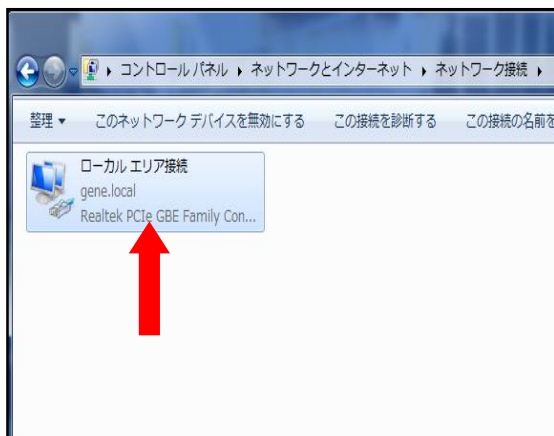 コントロール パネル ネットワークとインターネット ネットワーク接続
整理 このネットワーク デバイスを無効にする この接続を診断する この接続の名前を
ローカル エリア接続
gene.local
Realtek PCIe GBE Family Con...